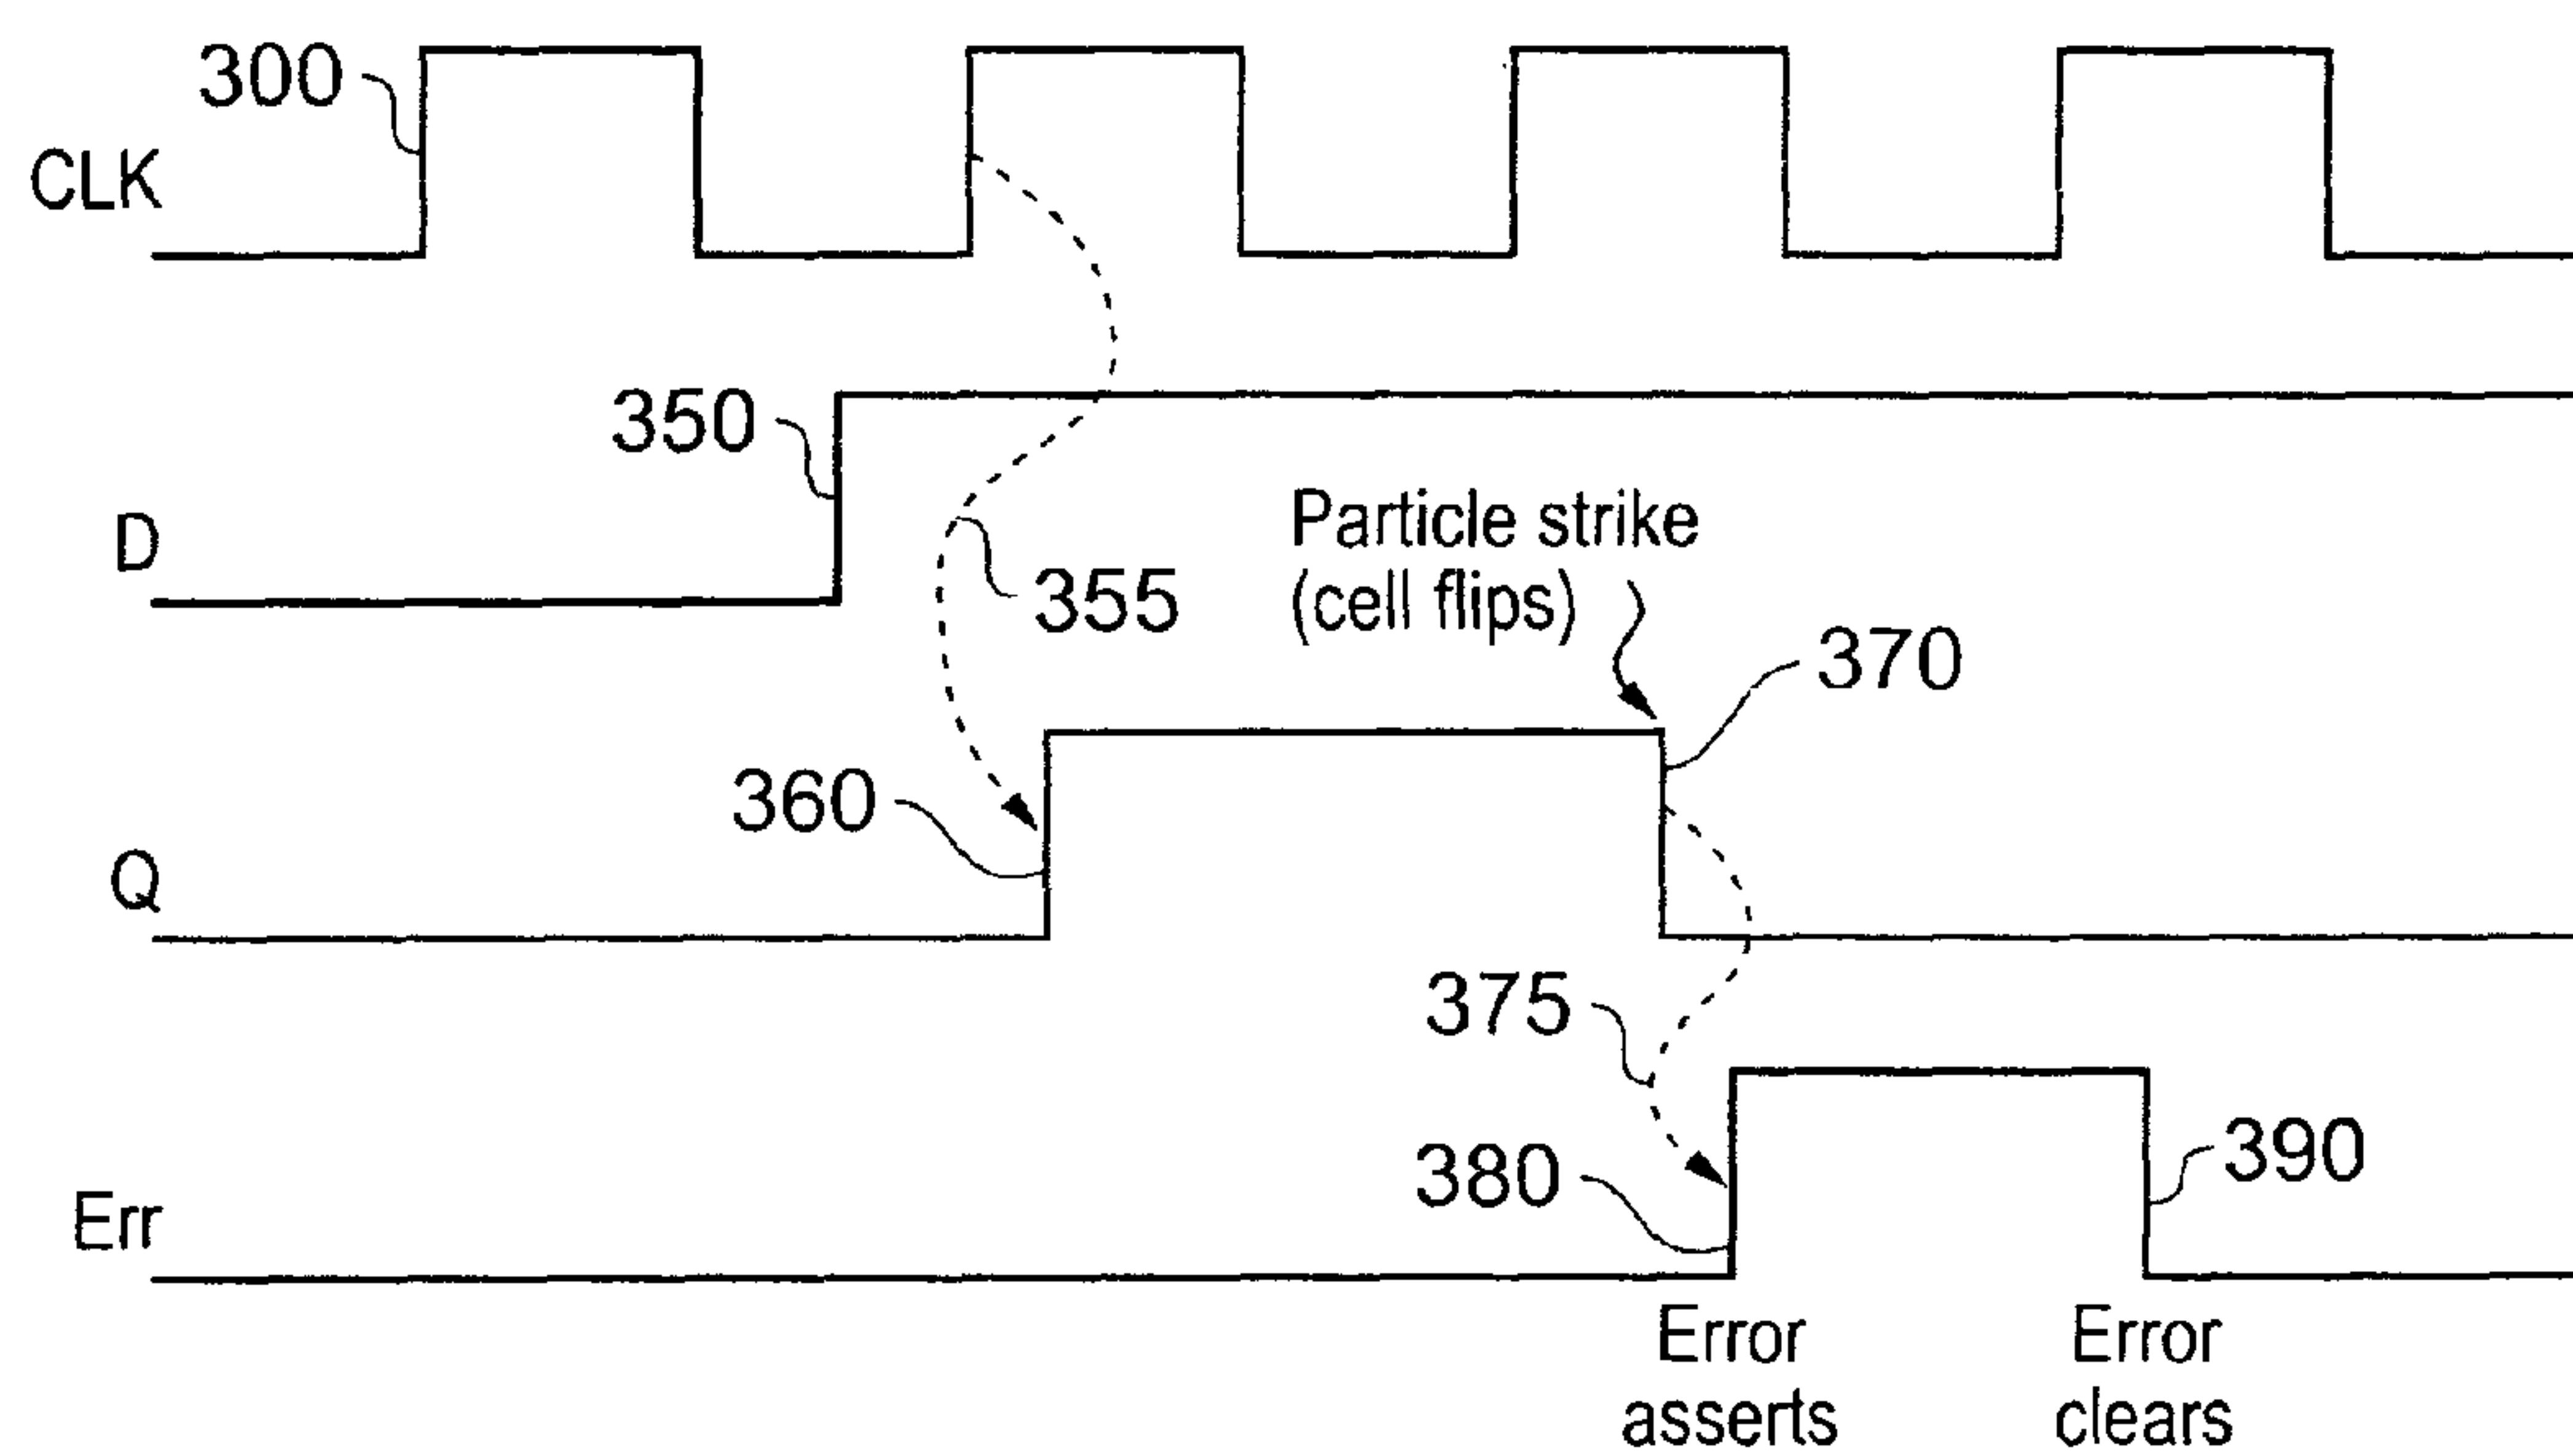 300
CLK
350
D
355
Particle strike
(cell flips)
370
360
Q
375
380
390
Err
Error
asserts
Error
clears